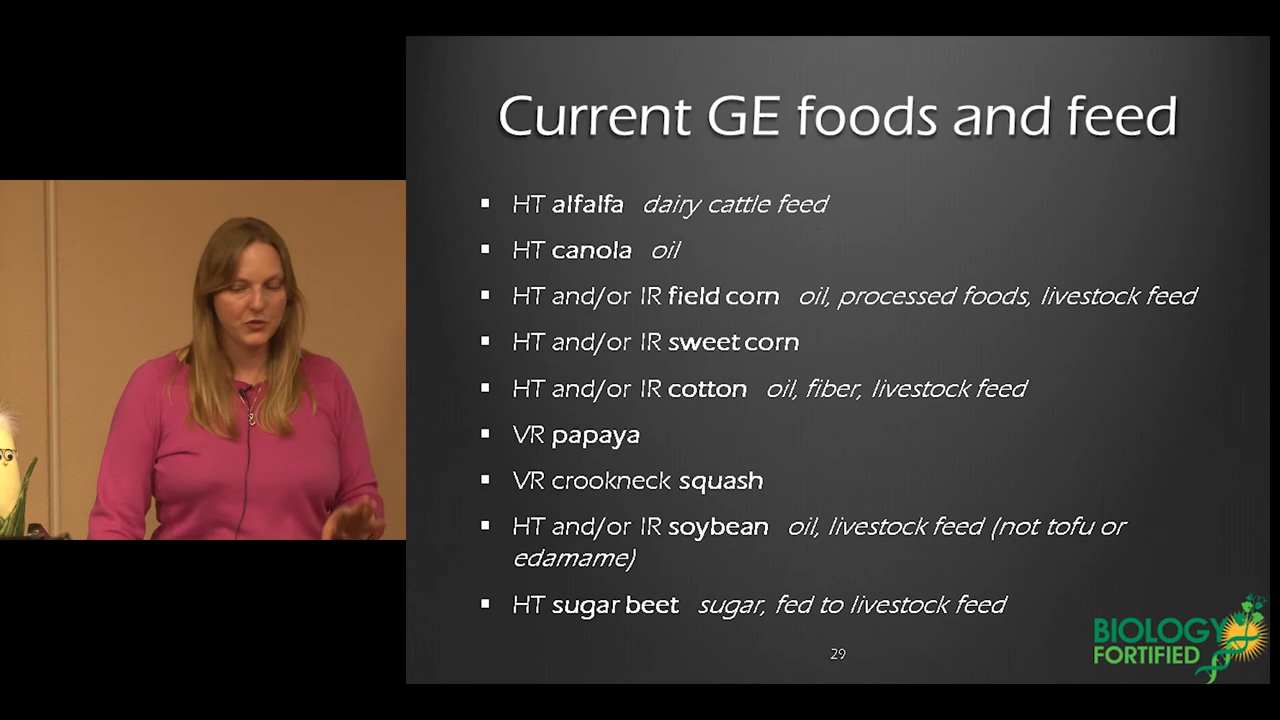 Current GE foods and feed
▪ HT alfalfa dairy cattle feed
▪ HT canola oil
▪ HT and/or IR field corn oil, processed foods, livestock feed
▪ HT and/or IR sweet corn
▪ HT and/or IR cotton oil, fiber, livestock feed
▪ VR papaya
▪ VR crookneck squash
▪ HT and/or IR soybean oil, livestock feed (not tofu or
edamame)
▪ HT sugar beet sugar, fed to livestock feed
29
BIOLOGY
FORTIFIED